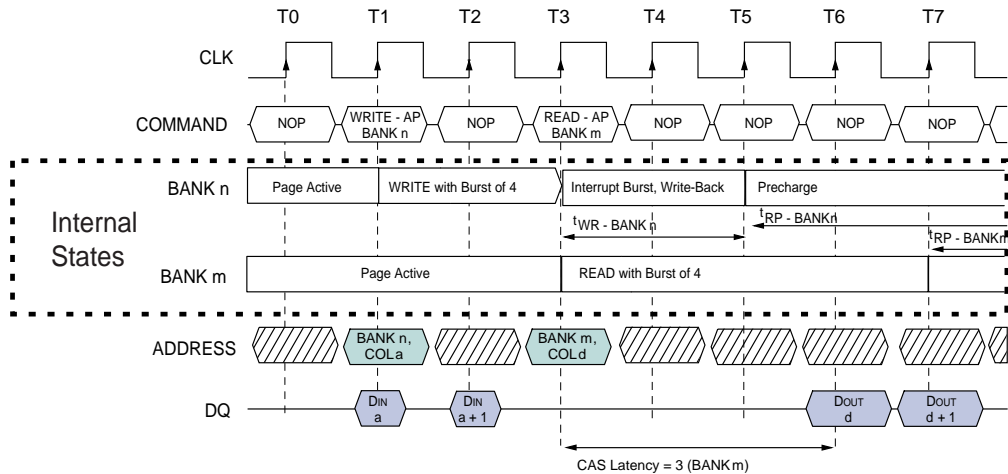 T0 T1 T2 T3 T4 T5 T6 T7
CLK
COMMAND NOP WRITE - AP NOP READ - AP NOP NOP NOP NOP
BANK n BANK m
BANK n Page Active WRITE with Burst of 4 Interrupt Burst, Write-Back Precharge
Internal
States
tWR - BANK n tRP - BANK n
tRP - BANK m
BANK m Page Active READ with Burst of 4
ADDRESS BANK n, BANK m,
COL a COL d
DQ DIN DIN DOUT DOUT
a a + 1 d d + 1
CAS Latency = 3 (BANK m)